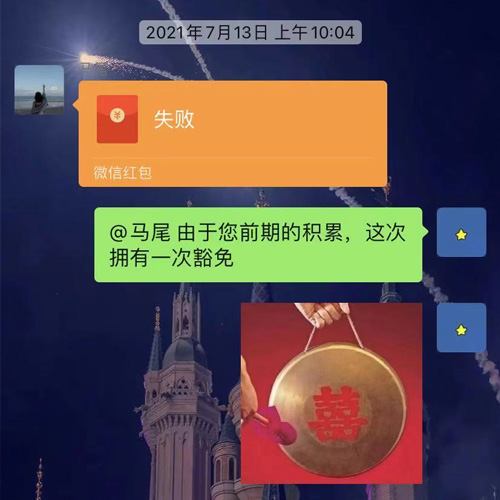 2021年7月13日 上午10:04
失败
微信红包
@马尾 由于您前期的积累，这次
拥有一次豁免
囍